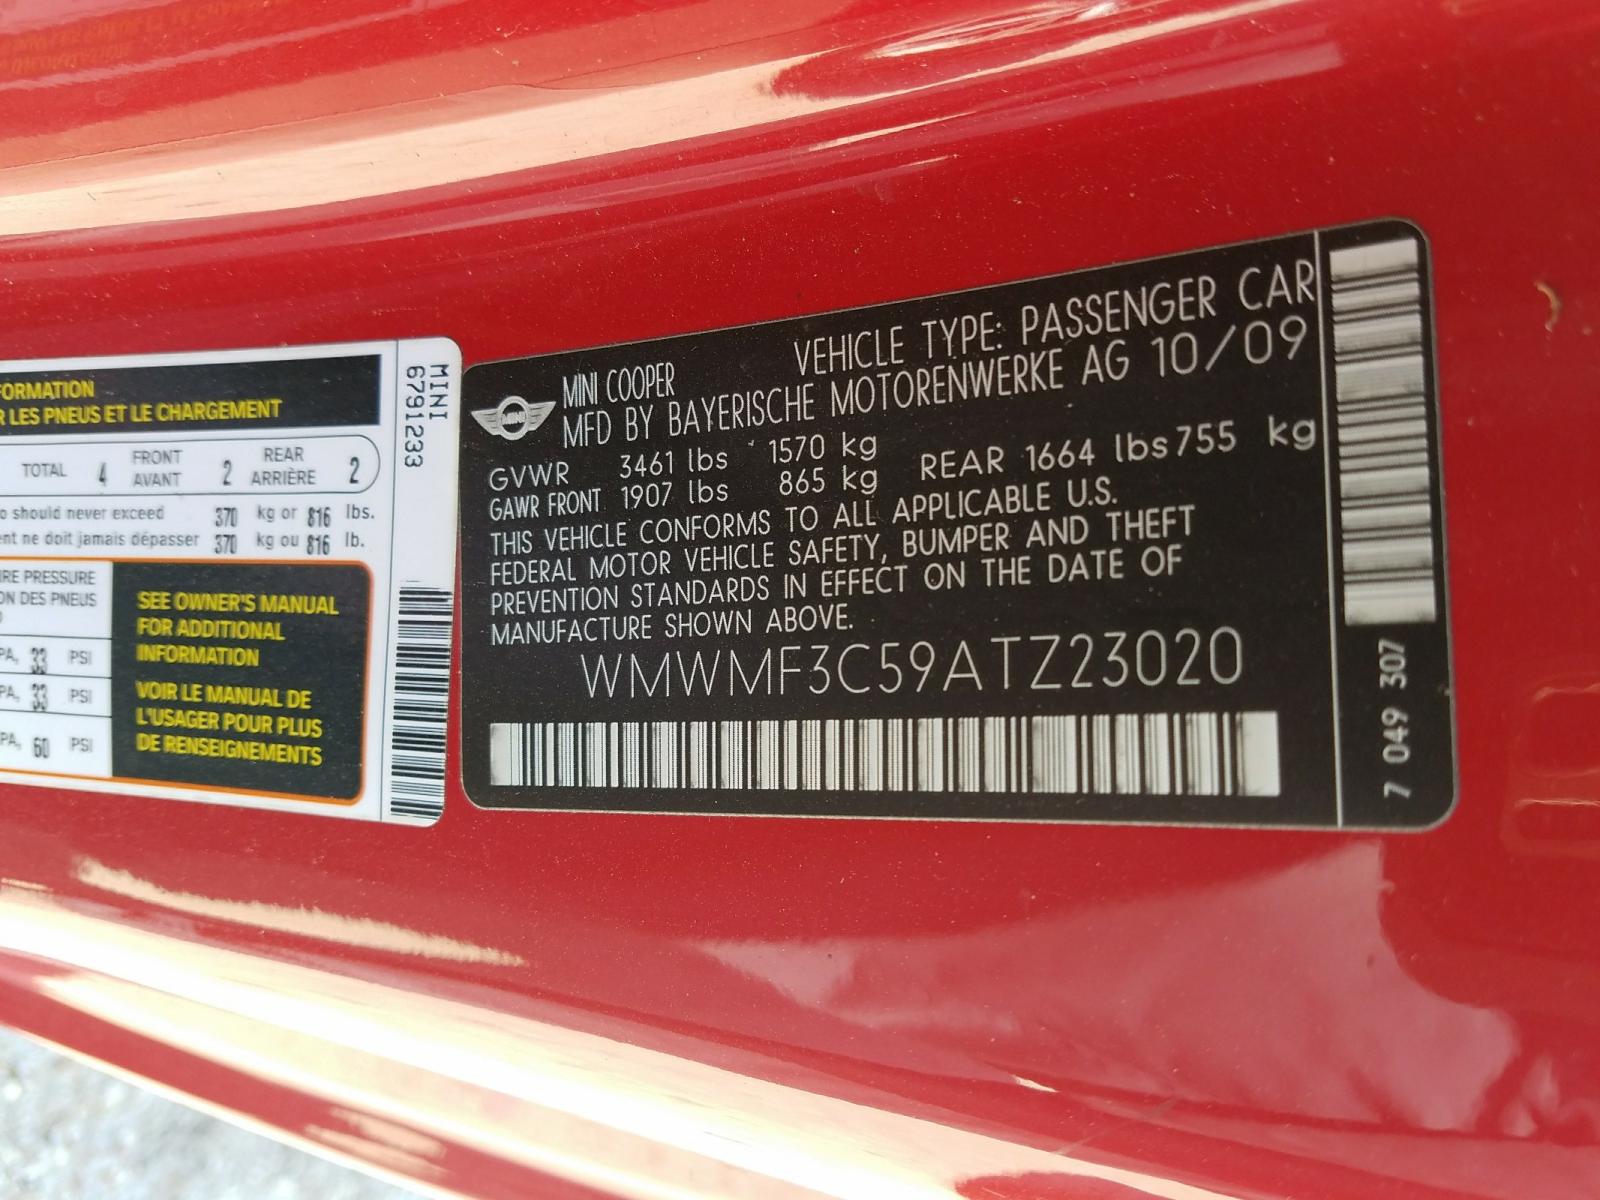 FORMATION
R LES PNEUS ET LE CHARGEMENT
TOTAL 4 FRONT AVANT 2 REAR ARRIÈRE 2
o should never exceed 370 kg or 816 lbs.
ent ne doit jamais dépasser 370 kg ou 816 lb.
IRE PRESSURE
ON DES PNEUS
PA, 33 PSI
PA, 33 PSI
PA, 60 PSI
SEE OWNER'S MANUAL
FOR ADDITIONAL
INFORMATION
VOIR LE MANUAL DE
L'USAGER POUR PLUS
DE RENSEIGNEMENTS
MINI
6791233
MINI
MINI COOPER VEHICLE TYPE: PASSENGER CAR
MFD BY BAYERISCHE MOTORENWERKE AG 10/09
GVWR 3461 lbs 1570 kg
GAWR FRONT 1907 lbs 865 kg REAR 1664 lbs 755 kg
THIS VEHICLE CONFORMS TO ALL APPLICABLE U.S.
FEDERAL MOTOR VEHICLE SAFETY, BUMPER AND THEFT
PREVENTION STANDARDS IN EFFECT ON THE DATE OF
MANUFACTURE SHOWN ABOVE.
WMWMF3C59ATZ23020
7 049 307